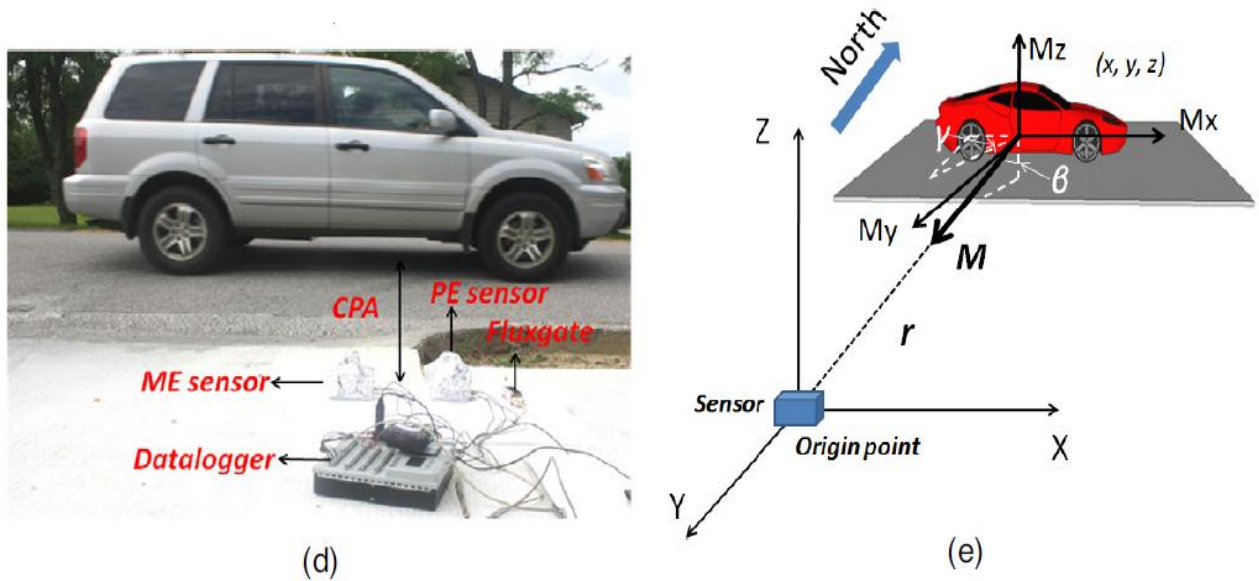 CPA
PE sensor
Fluxgate
ME sensor
Datalogger
(d)
North
Mz
(x, y, z)
Z
Mx
γ
β
My
M
r
Sensor
Origin point
X
Y
(e)